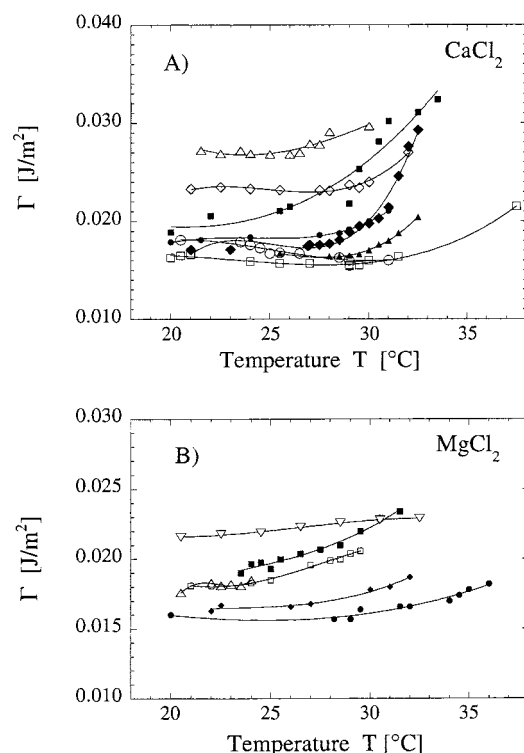 0.040
A)
CaCl₂
0.030
Γ [J/m²]
0.020
0.010
20 25 30 35
Temperature T [°C]
0.030
B)
MgCl₂
0.025
Γ [J/m²]
0.020
0.015
0.010
20 25 30 35
Temperature T [°C]